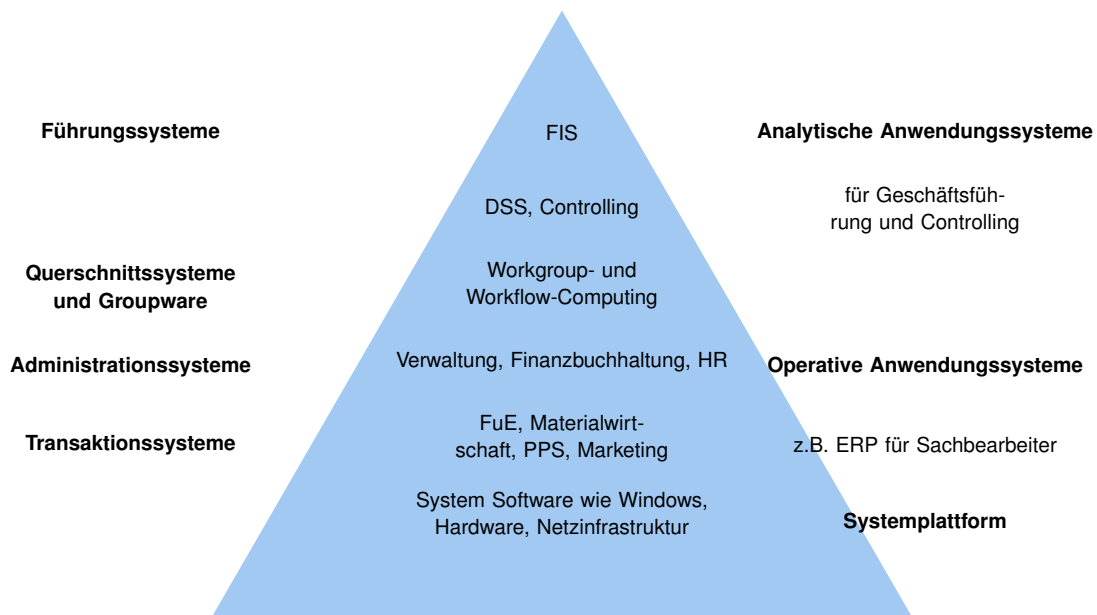 Führungssysteme
FIS
Analytische Anwendungssysteme
DSS, Controlling
für Geschäftsfüh-
rung und Controlling
Querschnittssysteme
und Groupware
Workgroup- und
Workflow-Computing
Administrationssysteme
Verwaltung, Finanzbuchhaltung, HR
Operative Anwendungssysteme
Transaktionssysteme
FuE, Materialwirt-
schaft, PPS, Marketing
z.B. ERP für Sachbearbeiter
System Software wie Windows,
Hardware, Netzinfrastruktur
Systemplattform